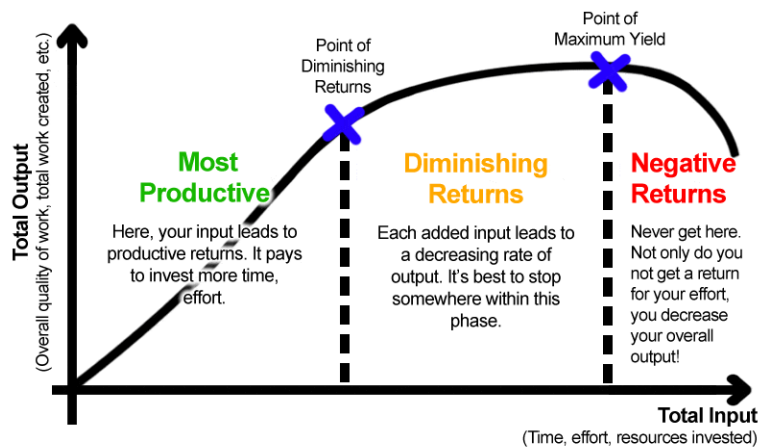 Point of
Diminishing
Returns
Point of
Maximum Yield
Total Output
(Overall quality of work, total work created, etc.)
Most
Productive
Here, your input leads to
productive returns. It pays
to invest more time,
effort.
Diminishing
Returns
Each added input leads to
a decreasing rate of
output. It's best to stop
somewhere within this
phase.
Negative
Returns
Never get here.
Not only do you
not get a return
for your effort,
you decrease
your overall
output!
Total Input
(Time, effort, resources invested)